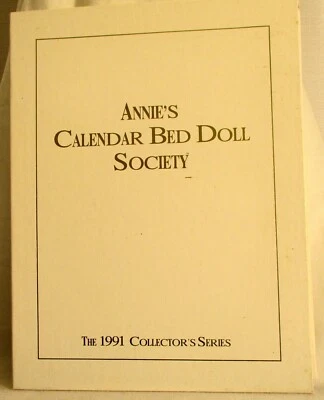 Annie's
Calendar Bed Doll
Society
The 1991 Collector's Series